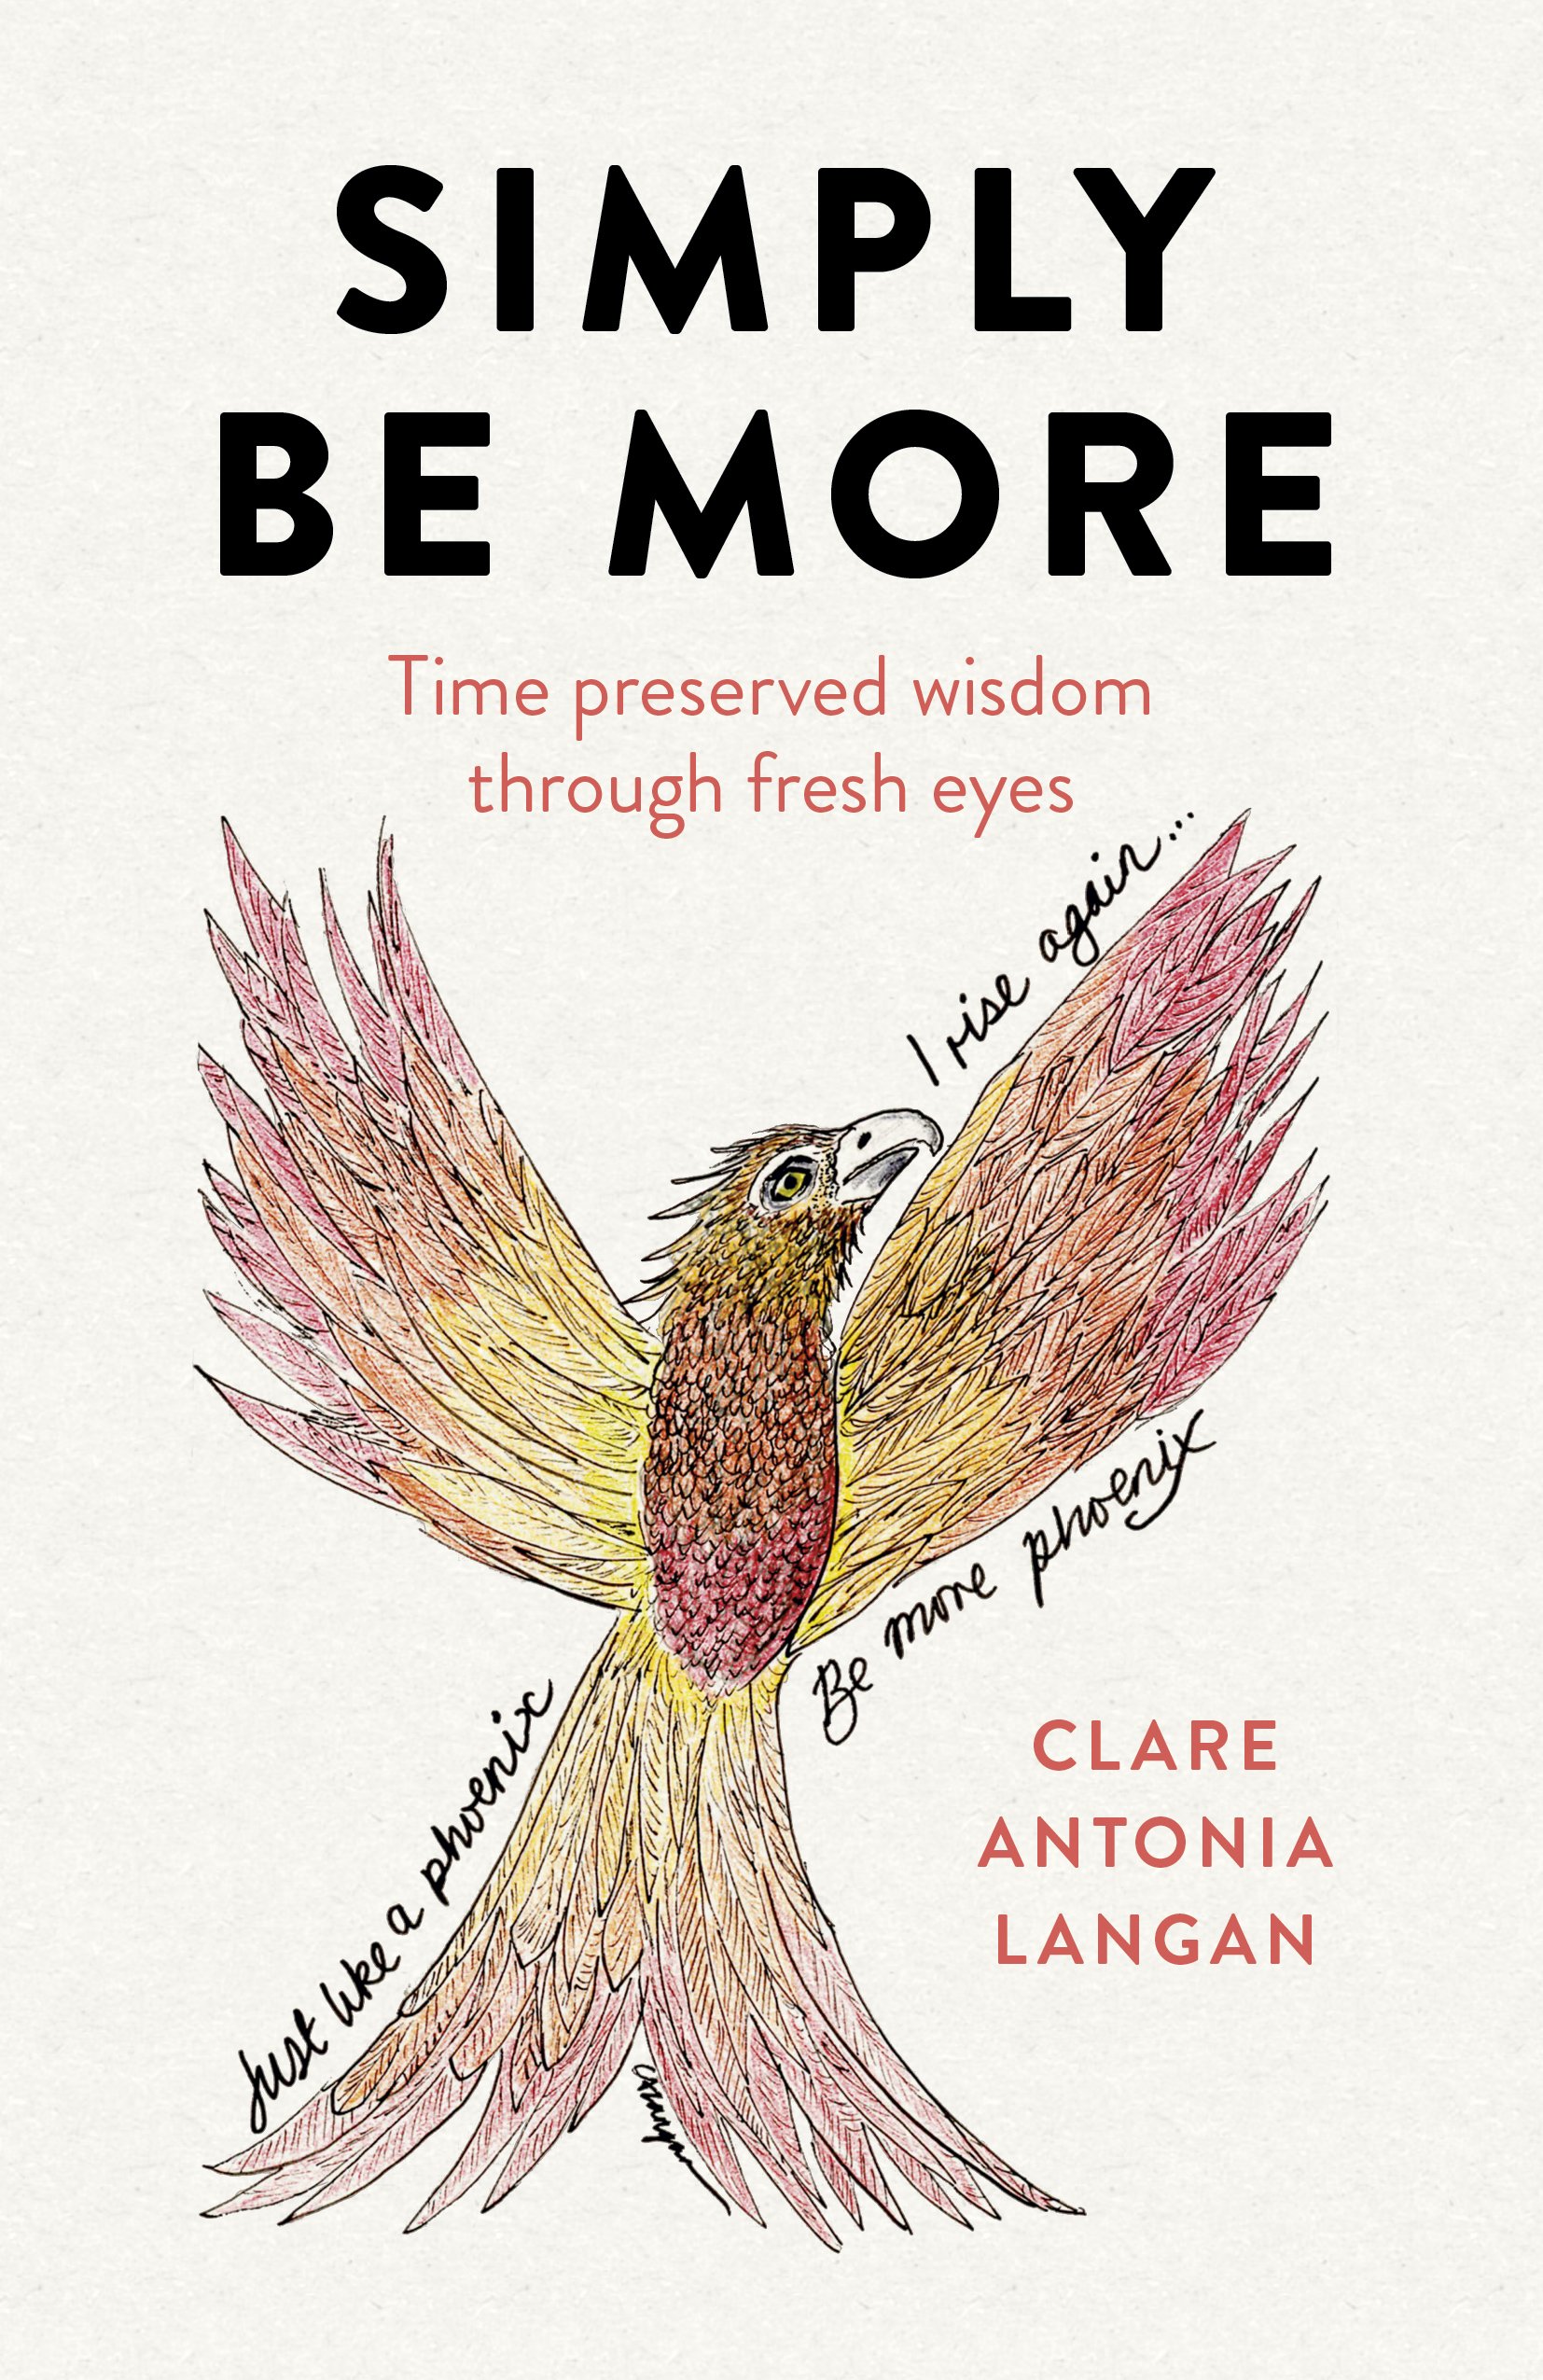 SIMPLY
BE MORE
Time preserved wisdom
through fresh eyes
I rise again...
Be more phoenix
Just like a phoenix
CLARE
ANTONIA
LANGAN
CALangan